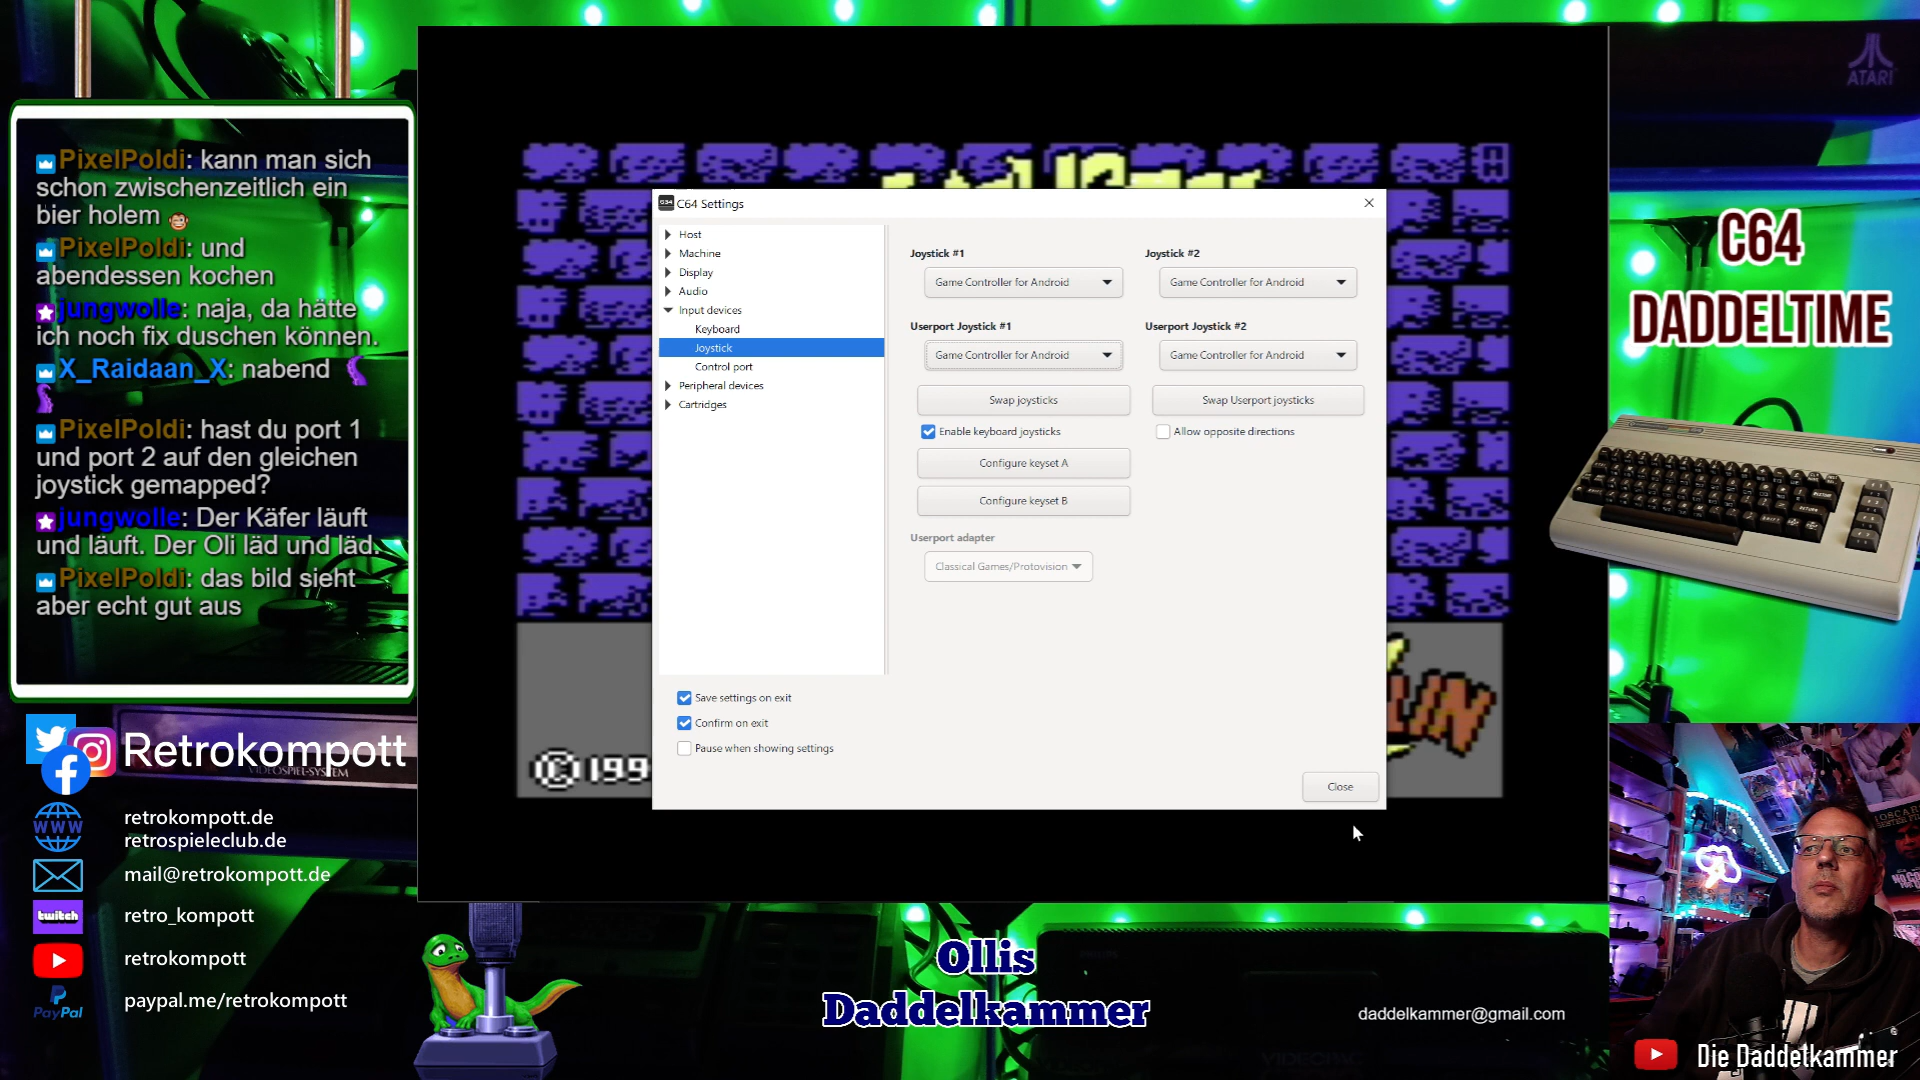 PixelPoldi: kann man sich
schon zwischenzeitlich ein
bier holem
PixelPoldi: und
abendessen kochen
jungwolle: naja, da hätte
ich noch fix duschen können.
X_Raidaan_X: nabend
PixelPoldi: hast du port 1
und port 2 auf den gleichen
joystick gemapped?
jungwolle: Der Käfer läuft
und läuft. Der Oli läd und läd.
PixelPoldi: das bild sieht
aber echt gut aus
Retrokompott
VIDEOSPIEL-SYSTEM
WWW
retrokompott.de
retrospieleclub.de
mail@retrokompott.de
twitch
retro_kompott
retrokompott
PayPal
paypal.me/retrokompott
C64 Settings
Host
Machine
Display
Audio
Input devices
Keyboard
Joystick
Control port
Peripheral devices
Cartridges
Joystick #1
Joystick #2
Game Controller for Android
Game Controller for Android
Userport Joystick #1
Userport Joystick #2
Game Controller for Android
Game Controller for Android
Swap joysticks
Swap Userport joysticks
Enable keyboard joysticks
Allow opposite directions
Configure keyset A
Configure keyset B
Userport adapter
Classical Games/Protovision
Save settings on exit
Confirm on exit
Pause when showing settings
Close
© 199
Ollis
Daddelkammer
daddelkammer@gmail.com
ATARI
C64
DADDELTIME
Die Daddelkammer